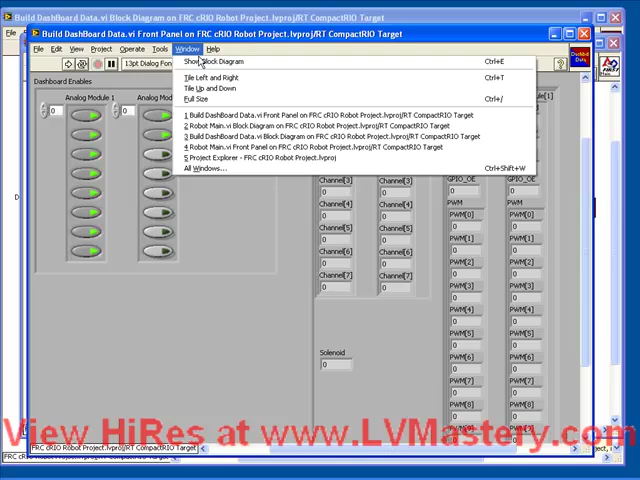 Build DashBoard Data.vi Block Diagram on FRC cRIO Robot Project.lvproj/RT CompactRIO Target
Build DashBoard Data.vi Front Panel on FRC cRIO Robot Project.lvproj/RT CompactRIO Target
File Edit View Project Operate Tools Window Help
13pt Dialog Fon
Show Block Diagram Ctrl+E
Tile Left and Right Ctrl+T
Tile Up and Down
Full Size Ctrl+/
1 Build DashBoard Data.vi Front Panel on FRC cRIO Robot Project.lvproj/RT CompactRIO Target
2 Robot Main.vi Block Diagram on FRC cRIO Robot Project.lvproj/RT CompactRIO Target
3 Build DashBoard Data.vi Block Diagram on FRC cRIO Robot Project.lvproj/RT CompactRIO Target
4 Robot Main.vi Front Panel on FRC cRIO Robot Project.lvproj/RT CompactRIO Target
5 Project Explorer - FRC cRIO Robot Project.lvproj
All Windows... Ctrl+Shift+W
Dashboard Enables
Analog Module 1
0
0
Channel[3] Channel[3]
0 0
Channel[4] Channel[4]
0 0
Channel[5] Channel[5]
0 0
Channel[6] Channel[6]
0 0
Channel[7] Channel[7]
0 0
Solenoid
0
GPIO_OE GPIO_OE
0 0
PWM PWM
PWM[0] PWM[0]
0 0
PWM[1] PWM[1]
0 0
PWM[2] PWM[2]
0 0
PWM[3] PWM[3]
0 0
PWM[4] PWM[4]
0 0
PWM[5] PWM[5]
0 0
PWM[6] PWM[6]
0 0
PWM[7] PWM[7]
0 0
PWM[8] PWM[8]
0 0
PWM[9] PWM[9]
View HiRes at www.LVMastery.com
FRC cRIO Robot Project.lvproj/RT CompactRIO Target
FRC cRIO Robot Project.lvproj/RT CompactRIO Target